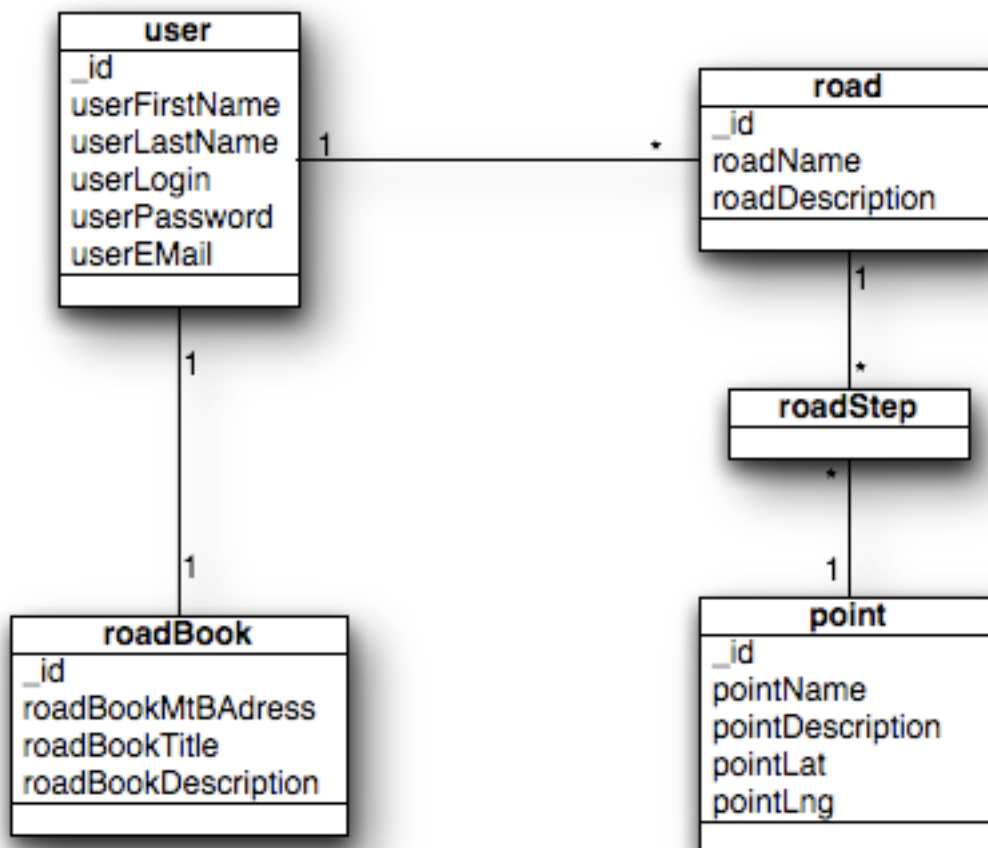 user
_id
userFirstName
userLastName
userLogin
userPassword
userEMail
1
*
road
_id
roadName
roadDescription
1
*
roadStep
*
1
point
_id
pointName
pointDescription
pointLat
pointLng
1
1
roadBook
_id
roadBookMtBAdress
roadBookTitle
roadBookDescription